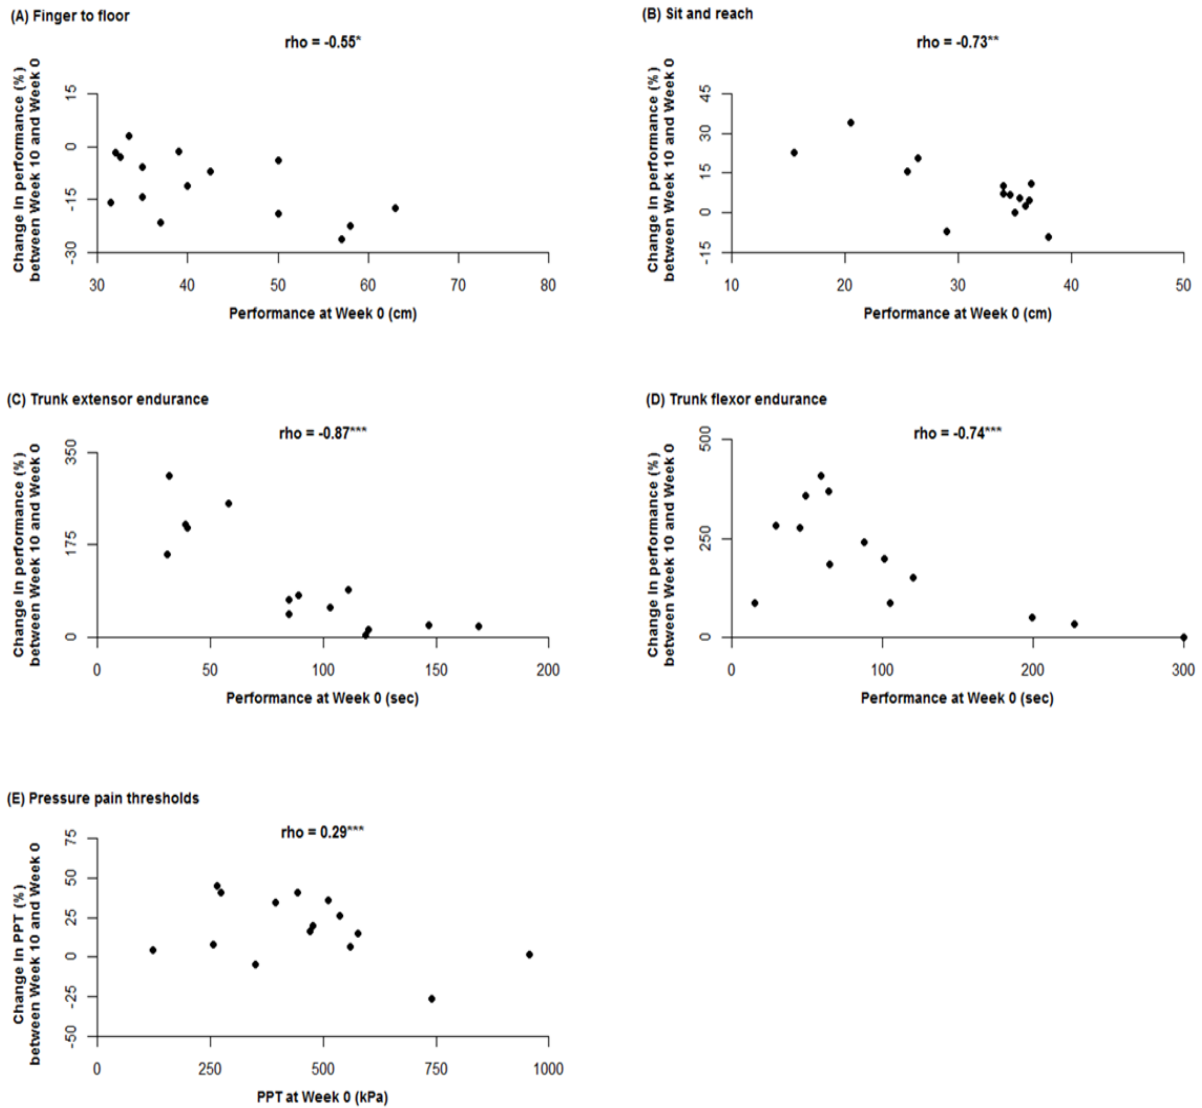 (A) Finger to floor
rho = -0.55*
Change In performance (%)
between Week 10 and Week 0
15
0
-15
-30
30 40 50 60 70 80
Performance at Week 0 (cm)
(B) Sit and reach
rho = -0.73**
Change In performance (%)
between Week 10 and Week 0
45
30
15
0
-15
10 20 30 40 50
Performance at Week 0 (cm)
(C) Trunk extensor endurance
rho = -0.87***
Change In performance (%)
between Week 10 and Week 0
350
175
0
0 50 100 150 200
Performance at Week 0 (sec)
(D) Trunk flexor endurance
rho = -0.74***
Change In performance (%)
between Week 10 and Week 0
500
250
0
0 100 200 300
Performance at Week 0 (sec)
(E) Pressure pain thresholds
rho = 0.29***
Change In PPT (%)
between Week 10 and Week 0
75
50
25
0
-25
-50
0 250 500 750 1000
PPT at Week 0 (kPa)